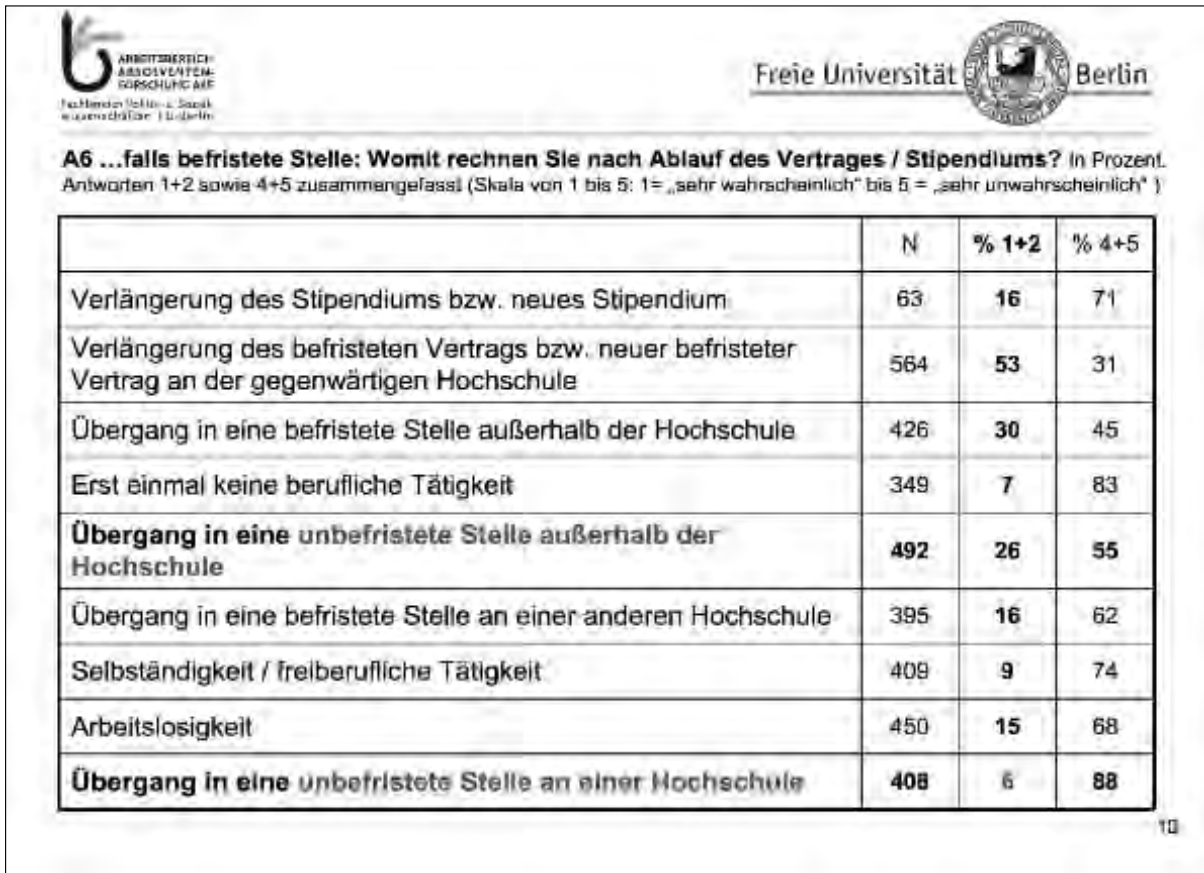 ARBEITSBEREICH
ABSOLVENTEN-
FORSCHUNG AM
Freie Universität Berlin
A6 ...falls befristete Stelle: Womit rechnen Sie nach Ablauf des Vertrages / Stipendiums? In Prozent.
Antworten 1+2 sowie 4+5 zusammengefasst (Skala von 1 bis 5: 1= „sehr wahrscheinlich“ bis 5 = „sehr unwahrscheinlich“ )
N % 1+2 % 4+5
Verlängerung des Stipendiums bzw. neues Stipendium 63 16 71
Verlängerung des befristeten Vertrags bzw. neuer befristeter
Vertrag an der gegenwärtigen Hochschule 564 53 31
Übergang in eine befristete Stelle außerhalb der Hochschule 426 30 45
Erst einmal keine berufliche Tätigkeit 349 7 83
Übergang in eine unbefristete Stelle außerhalb der
Hochschule 492 26 55
Übergang in eine befristete Stelle an einer anderen Hochschule 395 16 62
Selbständigkeit / freiberufliche Tätigkeit 409 9 74
Arbeitslosigkeit 450 15 68
Übergang in eine unbefristete Stelle an einer Hochschule 408 6 88
10